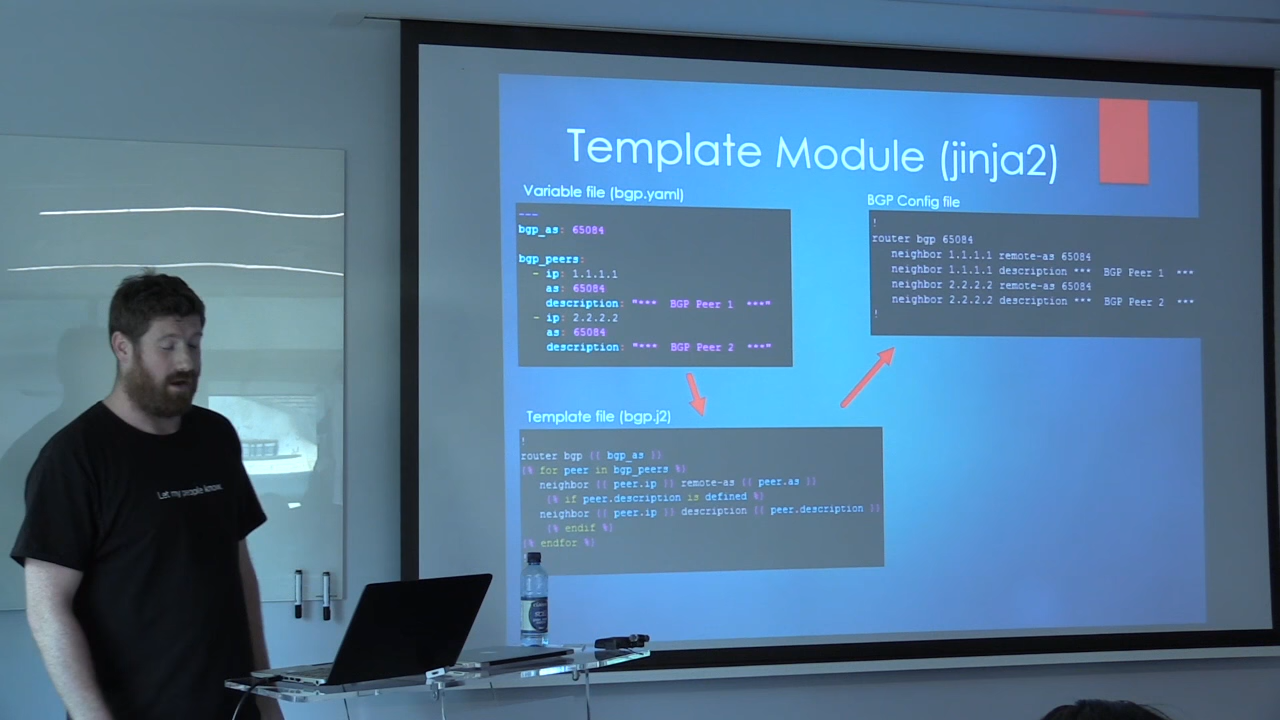 Template Module (jinja2)
Variable file (bgp.yaml)
---
bgp_as: 65084
bgp_peers:
- ip: 1.1.1.1
as: 65084
description: "*** BGP Peer 1 ***"
- ip: 2.2.2.2
as: 65084
description: "*** BGP Peer 2 ***"
BGP Config file
!
router bgp 65084
neighbor 1.1.1.1 remote-as 65084
neighbor 1.1.1.1 description *** BGP Peer 1 ***
neighbor 2.2.2.2 remote-as 65084
neighbor 2.2.2.2 description *** BGP Peer 2 ***
!
Template file (bgp.j2)
!
router bgp {{ bgp_as }}
{% for peer in bgp_peers %}
neighbor {{ peer.ip }} remote-as {{ peer.as }}
{% if peer.description is defined %}
neighbor {{ peer.ip }} description {{ peer.description }}
{% endif %}
{% endfor %}
Let my people know.